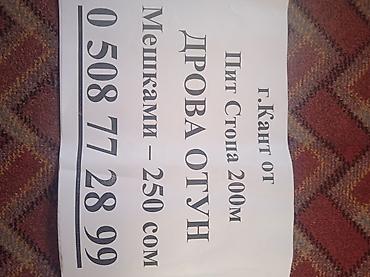 г.Кант от
Пит Стопа 200м
ДРОВА ОТУН
Мешками – 250 сом
0 508 77 28 99